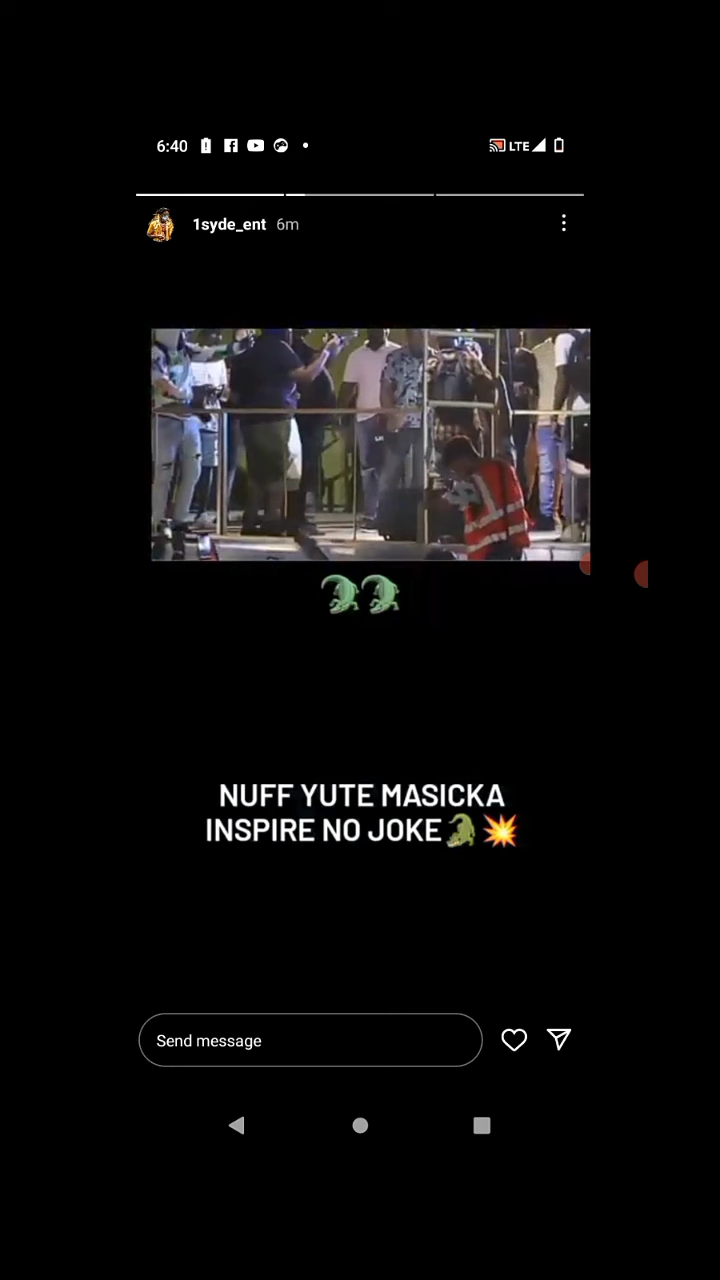 6:40 LTE
1syde_ent 6m
🐊🐊
NUFF YUTE MASICKA
INSPIRE NO JOKE🐊💥
Send message